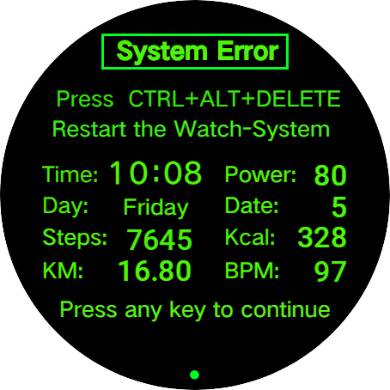 System Error
Press CTRL+ALT+DELETE
Restart the Watch-System
Time: 10:08 Power: 80
Day: Friday Date: 5
Steps: 7645 Kcal: 328
KM: 16.80 BPM: 97
Press any key to continue